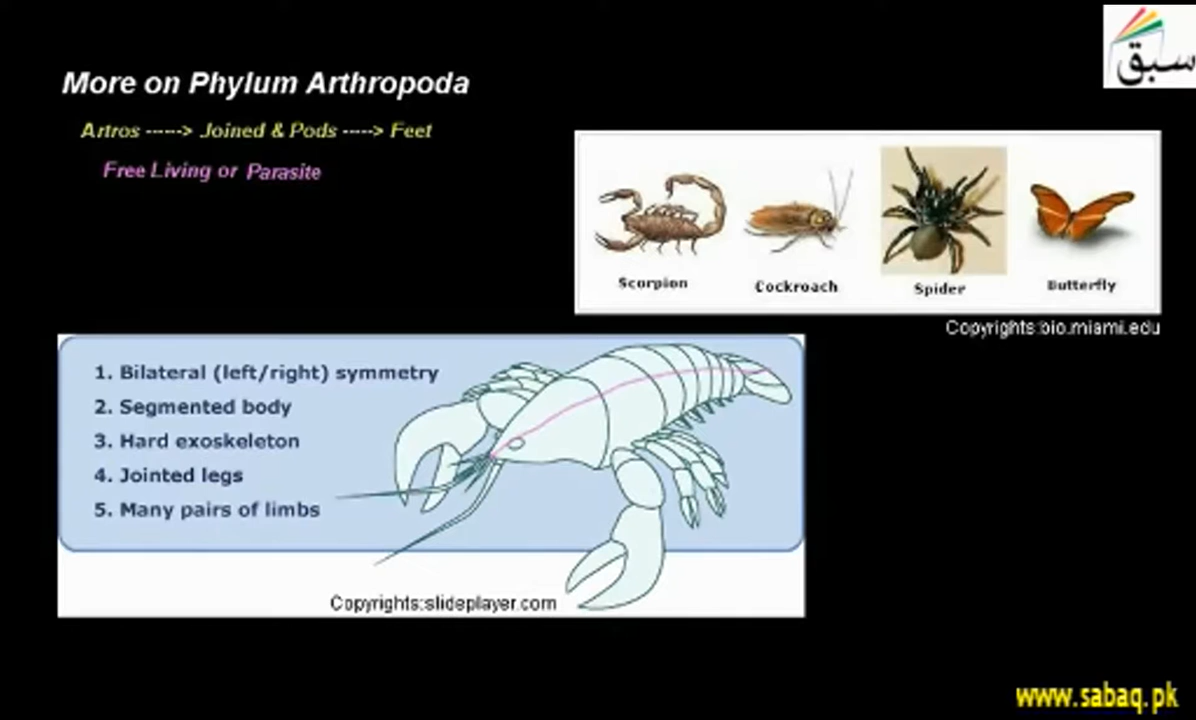 سبق
More on Phylum Arthropoda
Artros -----> Joined & Pods -----> Feet
Free Living or Parasite
Scorpion
Cockroach
Spider
Butterfly
Copyrights:bio.miami.edu
1. Bilateral (left/right) symmetry
2. Segmented body
3. Hard exoskeleton
4. Jointed legs
5. Many pairs of limbs
Copyrights:slideplayer.com
www.sabaq.pk